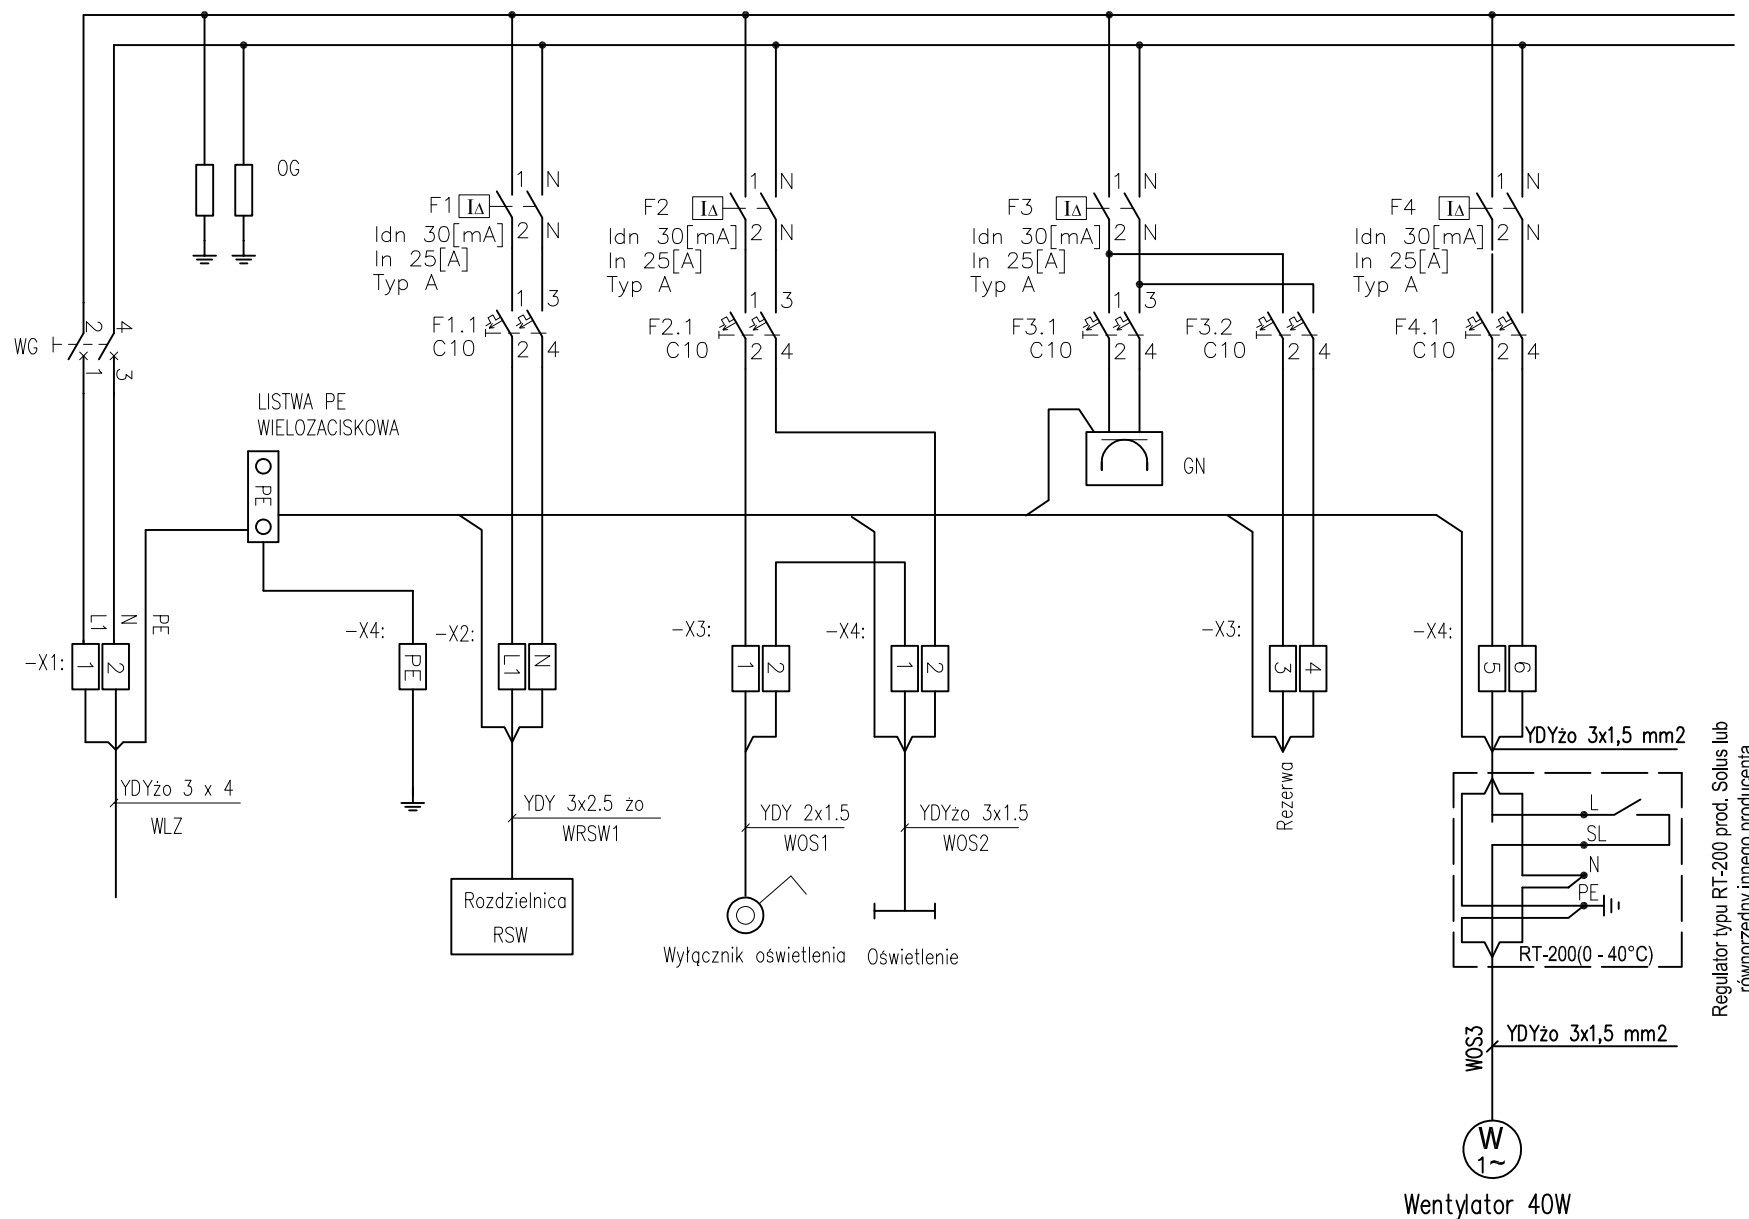 OG
WG
2
4
1
3
F1
IΔ
1
N
Idn 30[mA]
2
N
In 25[A]
Typ A
1
3
F1.1
C10
2
4
F2
IΔ
1
N
Idn 30[mA]
2
N
In 25[A]
Typ A
1
3
F2.1
C10
2
4
F3
IΔ
1
N
Idn 30[mA]
2
N
In 25[A]
Typ A
1
3
F3.1
C10
2
4
F3.2
C10
2
4
F4
IΔ
1
N
Idn 30[mA]
2
N
In 25[A]
Typ A
F4.1
C10
2
4
LISTWA PE
WIELOZACISKOWA
PE
GN
L1
N
PE
-X1:
1
2
-X4:
PE
-X2:
L1
N
-X3:
1
2
-X4:
1
2
-X3:
3
4
-X4:
5
6
YDYżo 3 x 4
WLZ
YDY 3x2.5 żo
WRSW1
Rozdzielnica
RSW
YDY 2x1.5
WOS1
Wyłącznik oświetlenia
YDYżo 3x1.5
WOS2
Oświetlenie
Rezerwa
YDYżo 3x1,5 mm2
L
SL
N
PE
RT-200(0 - 40°C)
Regulator typu RT-200 prod. Solus lub
równorzędny innego producenta
WOS3
YDYżo 3x1,5 mm2
W
1~
Wentylator 40W